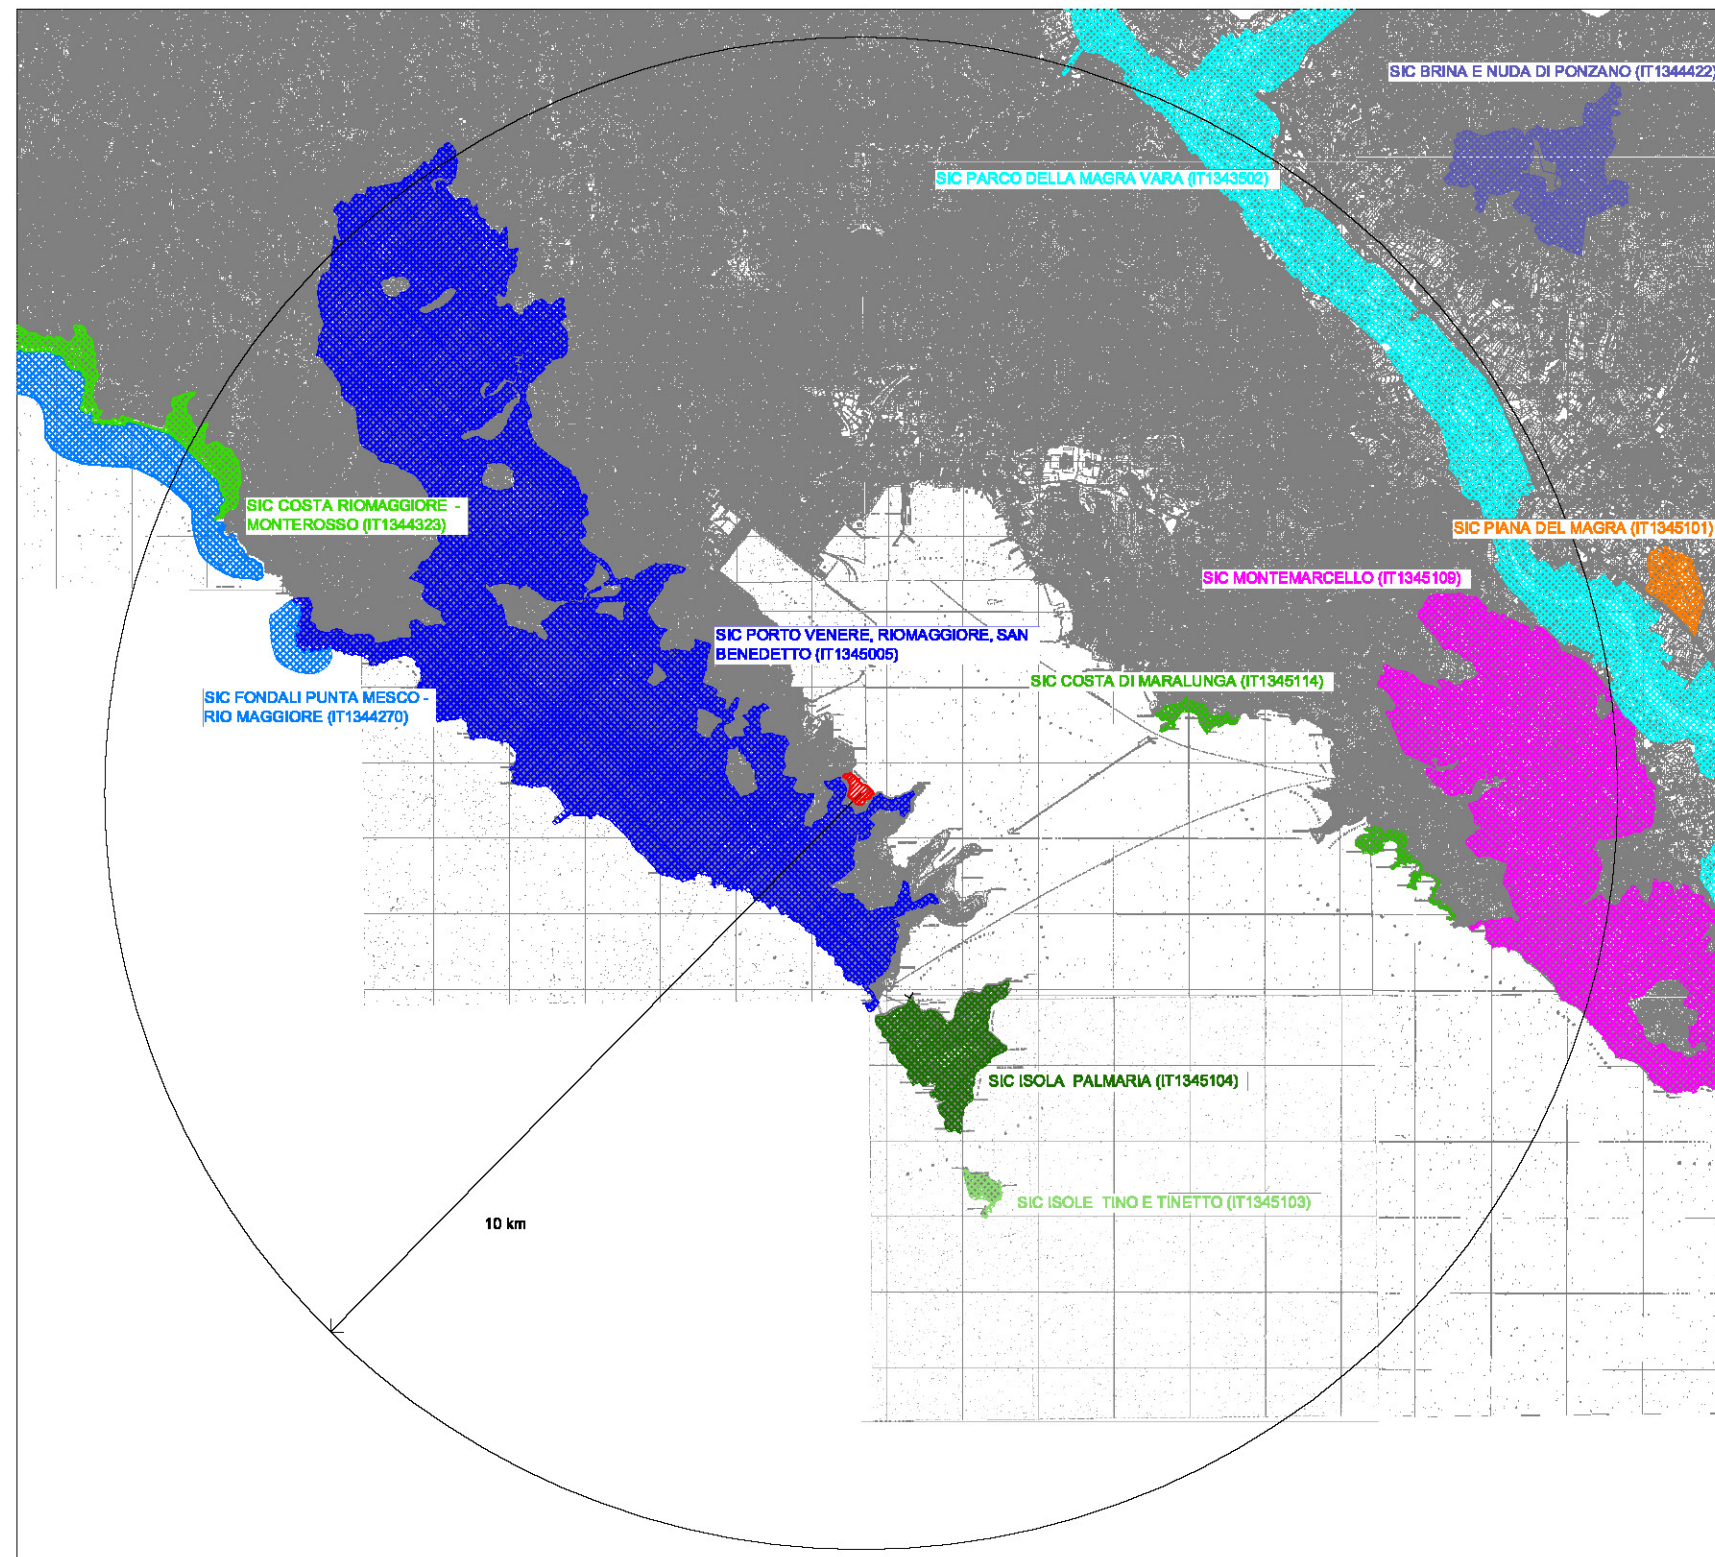 SIC BRINA E NUDA DI PONZANO (IT1344422)
SIC PARCO DELLA MAGRA VARA (IT1343502)
SIC COSTA RIOMAGGIORE -
MONTEROSSO (IT1344323)
SIC PIANA DEL MAGRA (IT1345101)
SIC MONTEMARCELLO (IT1345109)
SIC PORTO VENERE, RIOMAGGIORE, SAN
BENEDETTO (IT1345005)
SIC COSTA DI MARALUNGA (IT1345114)
SIC FONDALI PUNTA MESCO -
RIO MAGGIORE (IT1344270)
SIC ISOLA PALMARIA (IT1345104)
SIC ISOLE TINO E TINETTO (IT1345103)
10 km